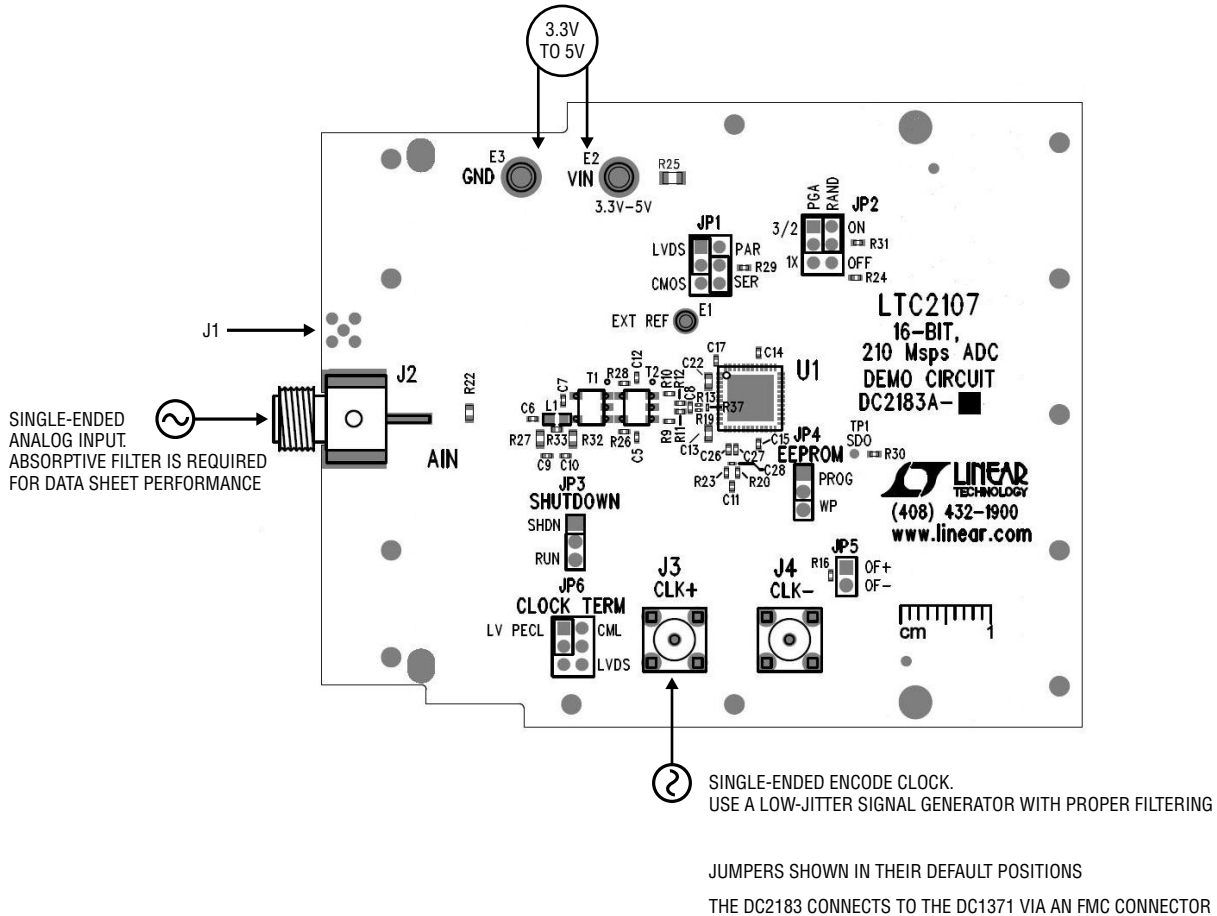 3.3V
TO 5V
E3
GND
E2
VIN
3.3V-5V
R25
JP1
LVDS
PAR
R29
CMOS
SER
PGA
RAND
JP2
3/2
ON
R31
1X
OFF
R24
EXT REF
E1
LTC2107
16-BIT,
210 Msps ADC
DEMO CIRCUIT
DC2183A-
J1
J2
R22
SINGLE-ENDED
ANALOG INPUT.
ABSORPTIVE FILTER IS REQUIRED
FOR DATA SHEET PERFORMANCE
AIN
C6
C7
L1
R27
R33
R32
C9
C10
T1
R28
C12
T2
R26
C5
R10
R12
C8
R9
R11
C17
C22
C14
R13
R37
R19
C13
U1
C15
C26
C27
C28
R23
R20
C11
JP4
EEPROM
PROG
WP
TP1
SDO
R30
LINEAR
TECHNOLOGY
(408) 432-1900
www.linear.com
JP3
SHUTDOWN
SHDN
RUN
JP6
CLOCK TERM
LV PECL
CML
LVDS
J3
CLK+
J4
CLK-
JP5
R16
OF+
OF-
cm
1
SINGLE-ENDED ENCODE CLOCK.
USE A LOW-JITTER SIGNAL GENERATOR WITH PROPER FILTERING
JUMPERS SHOWN IN THEIR DEFAULT POSITIONS
THE DC2183 CONNECTS TO THE DC1371 VIA AN FMC CONNECTOR